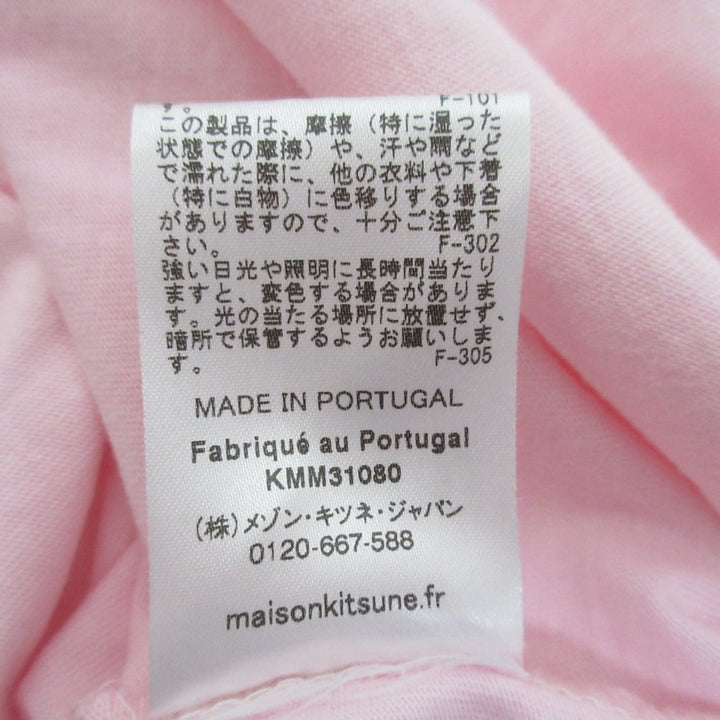 す。 F-101
この製品は、摩擦（特に湿った
状態での摩擦）や、汗や雨など
で濡れた際に、他の衣料や下着
（特に白物）に色移りする場合
がありますので、十分ご注意下
さい。 F-302
強い日光や照明に長時間当たり
ますと、変色する場合がありま
す。光の当たる場所に放置せず、
暗所で保管するようお願いしま
す。 F-305
MADE IN PORTUGAL
Fabriqué au Portugal
KMM31080
（株）メゾン・キツネ・ジャパン
0120-667-588
maisonkitsune.fr